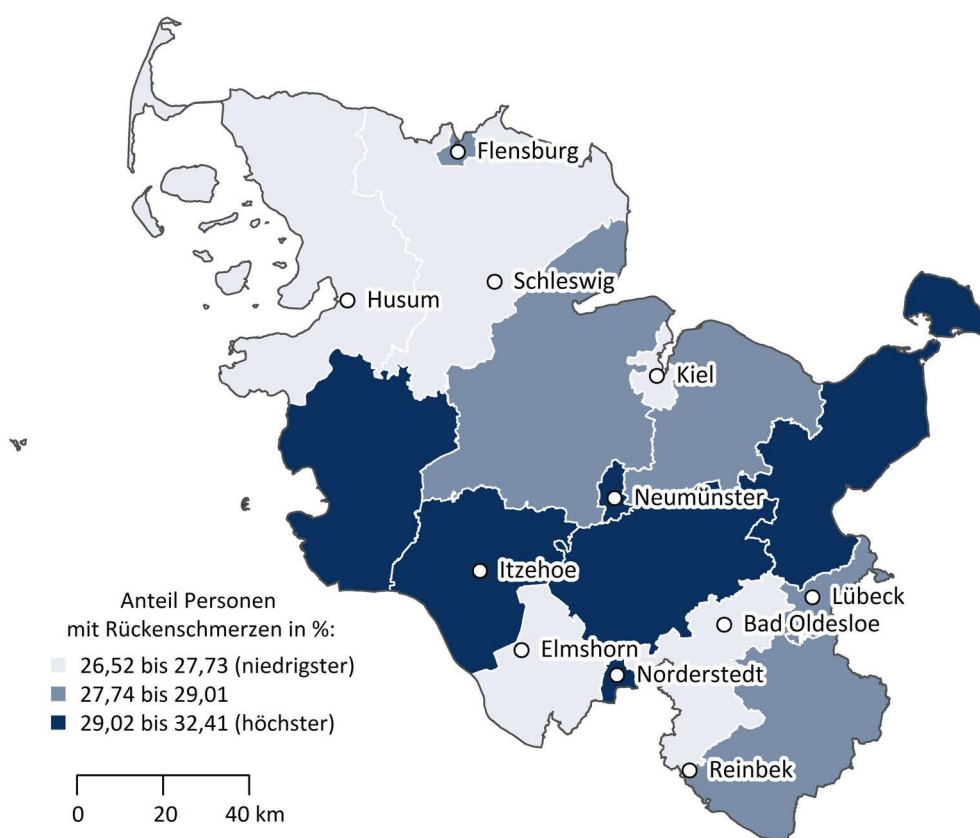 Flensburg
Schleswig
Husum
Kiel
Neumünster
Itzehoe
Lübeck
Bad Oldesloe
Elmshorn
Norderstedt
Reinbek
Anteil Personen
mit Rückenschmerzen in %:
26,52 bis 27,73 (niedrigster)
27,74 bis 29,01
29,02 bis 32,41 (höchster)
0 20 40 km